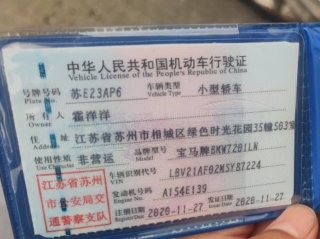 中华人民共和国机动车行驶证
Vehicle License of the People's Republic of China
号牌号码 苏E23AP6 车辆类型 小型轿车
Plate No. Vehicle Type
所有人 霍洋洋
Owner
住址 江苏省苏州市相城区绿色时光花园35幢503室
Address
使用性质 非营运 品牌型号 宝马牌BMW7201LN
Use Character Model
车辆识别代号 LBV21AF02MSY87224
VIN
发动机号码 A154E139
Engine No.
江苏省苏州
市公安局交
通警察支队
注册日期 2020-11-27 发证日期 2020-11-27
Register Date Issue Date